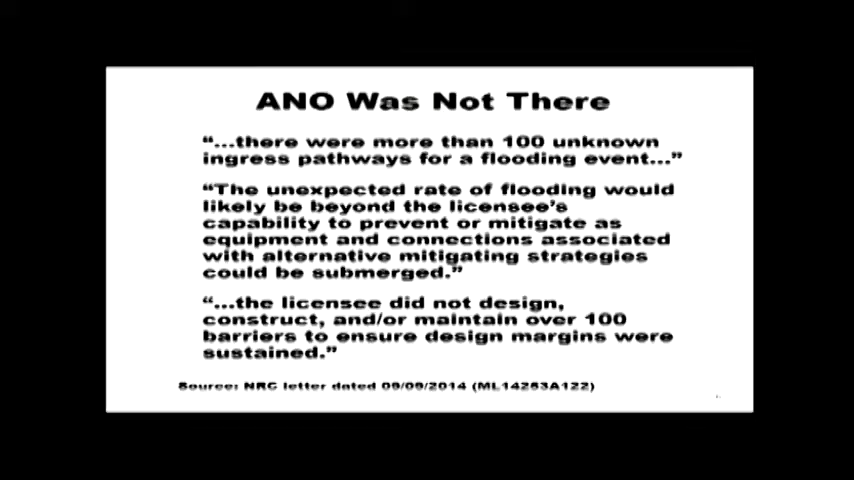 ANO Was Not There
“...there were more than 100 unknown
ingress pathways for a flooding event...”
“The unexpected rate of flooding would
likely be beyond the licensee’s
capability to prevent or mitigate as
equipment and connections associated
with alternative mitigating strategies
could be submerged.”
“...the licensee did not design,
construct, and/or maintain over 100
barriers to ensure design margins were
sustained.”
Source: NRC letter dated 09/09/2014 (ML14253A122)